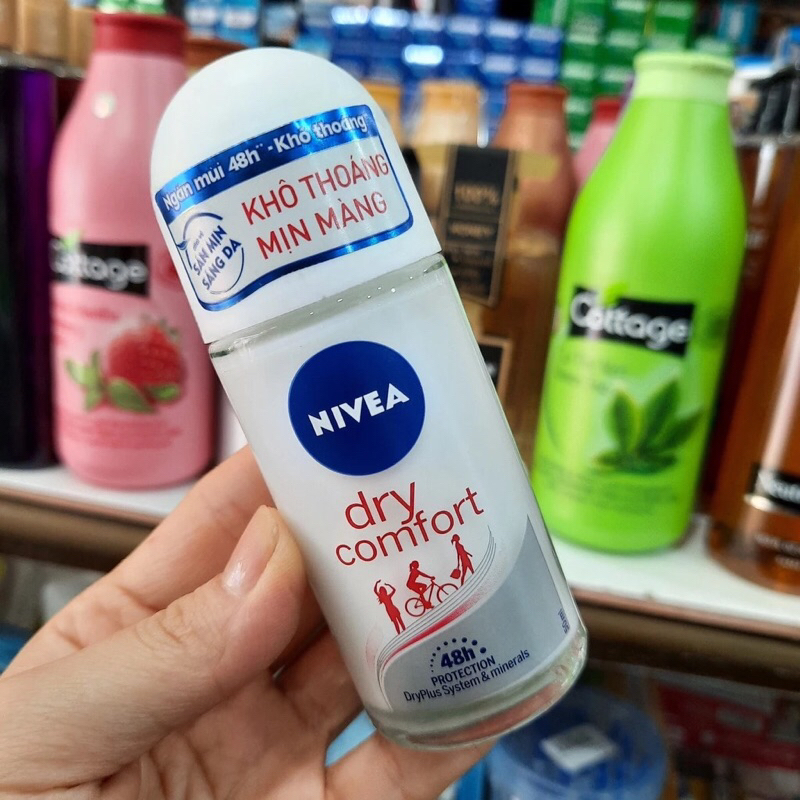 Ngăn mùi 48h - Khô thoáng
KHÔ THOÁNG
MỊN MÀNG
SĂN MỊN
SÁNG DA
NIVEA
dry
comfort
48h
PROTECTION
DryPlus System & minerals
Cottage
Cottage
100%
HONEY